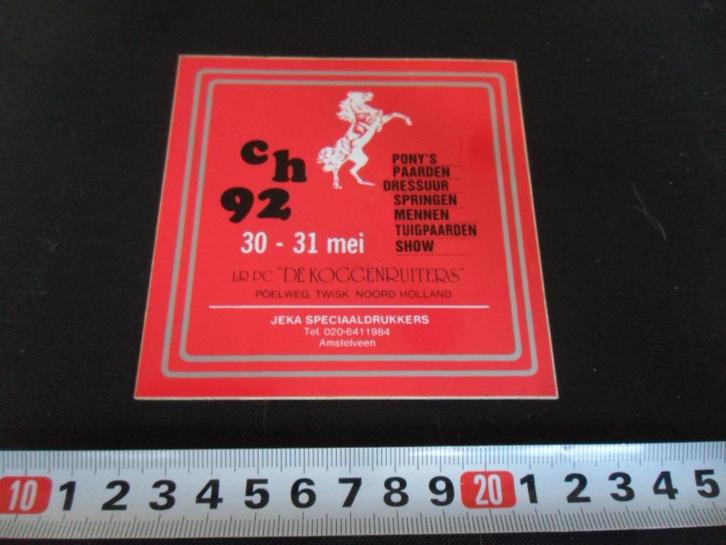 ch
92
30 - 31 mei
PONY'S
PAARDEN
DRESSUUR
SPRINGEN
MENNEN
TUIGPAARDEN
SHOW
LR PC "DE KOGGENRUITERS"
POELWEG, TWISK NOORD HOLLAND
JEKA SPECIAALDRUKKERS
Tel. 020-6411984
Amstelveen
10 1 2 3 4 5 6 7 8 9 20 1 2 3 4 5